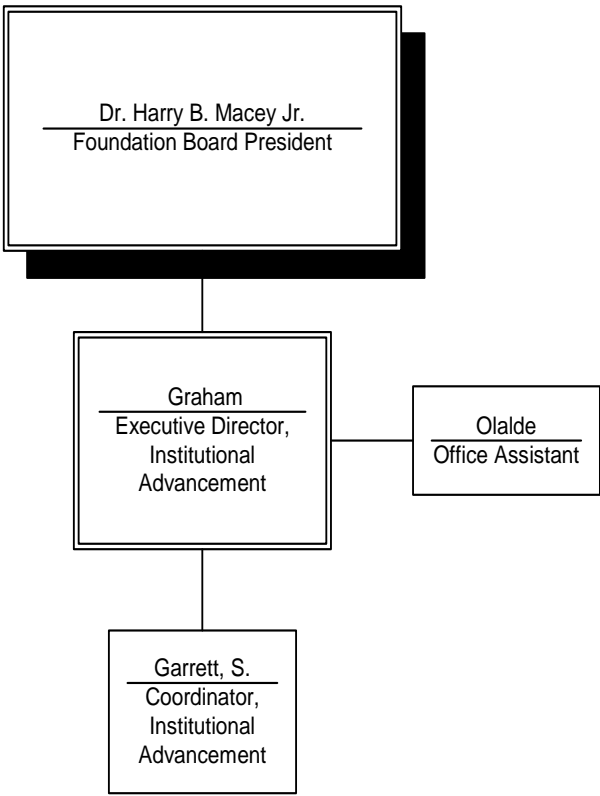 Dr. Harry B. Macey Jr.
Foundation Board President
Graham
Executive Director,
Institutional
Advancement
Olalde
Office Assistant
Garrett, S.
Coordinator,
Institutional
Advancement